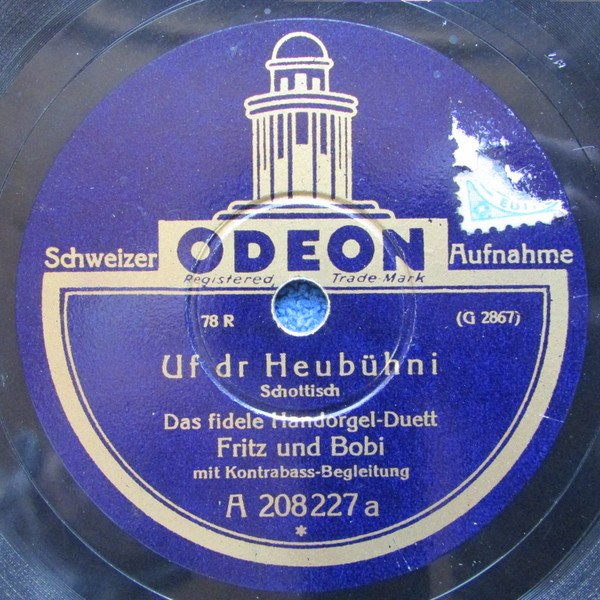 Schweizer ODEON Aufnahme
Registered Trade Mark
78 R (G 2867)
Uf dr Heubühni
Schottisch
Das fidele Handorgel-Duett
Fritz und Bobi
mit Kontrabass-Begleitung
A 208227a
*